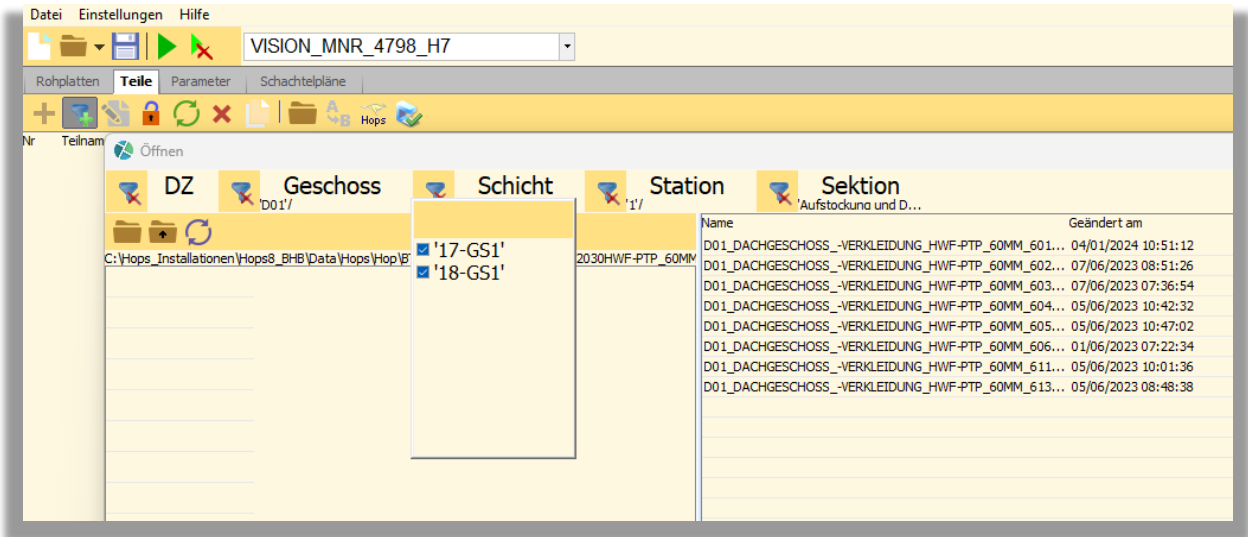 Datei Einstellungen Hilfe
VISION_MNR_4798_H7
Rohplatten Teile Parameter Schachtelpläne
A B Hops
Nr Teilnam
Öffnen
DZ Geschoss Schicht Station Sektion
'D01'/ '1'/ 'Aufstockung und D...
Name Geändert am
'17-GS1'
D01_DACHGESCHOSS_-VERKLEIDUNG_HWF-PTP_60MM_601... 04/01/2024 10:51:12
C:\Hops_Installationen\Hops8_BHB\Data\Hops\Hop\B 2030HWF-PTP_60MM
D01_DACHGESCHOSS_-VERKLEIDUNG_HWF-PTP_60MM_602... 07/06/2023 08:51:26
'18-GS1'
D01_DACHGESCHOSS_-VERKLEIDUNG_HWF-PTP_60MM_603... 07/06/2023 07:36:54
D01_DACHGESCHOSS_-VERKLEIDUNG_HWF-PTP_60MM_604... 05/06/2023 10:42:32
D01_DACHGESCHOSS_-VERKLEIDUNG_HWF-PTP_60MM_605... 05/06/2023 10:47:02
D01_DACHGESCHOSS_-VERKLEIDUNG_HWF-PTP_60MM_606... 01/06/2023 07:22:34
D01_DACHGESCHOSS_-VERKLEIDUNG_HWF-PTP_60MM_611... 05/06/2023 10:01:36
D01_DACHGESCHOSS_-VERKLEIDUNG_HWF-PTP_60MM_613... 05/06/2023 08:48:38